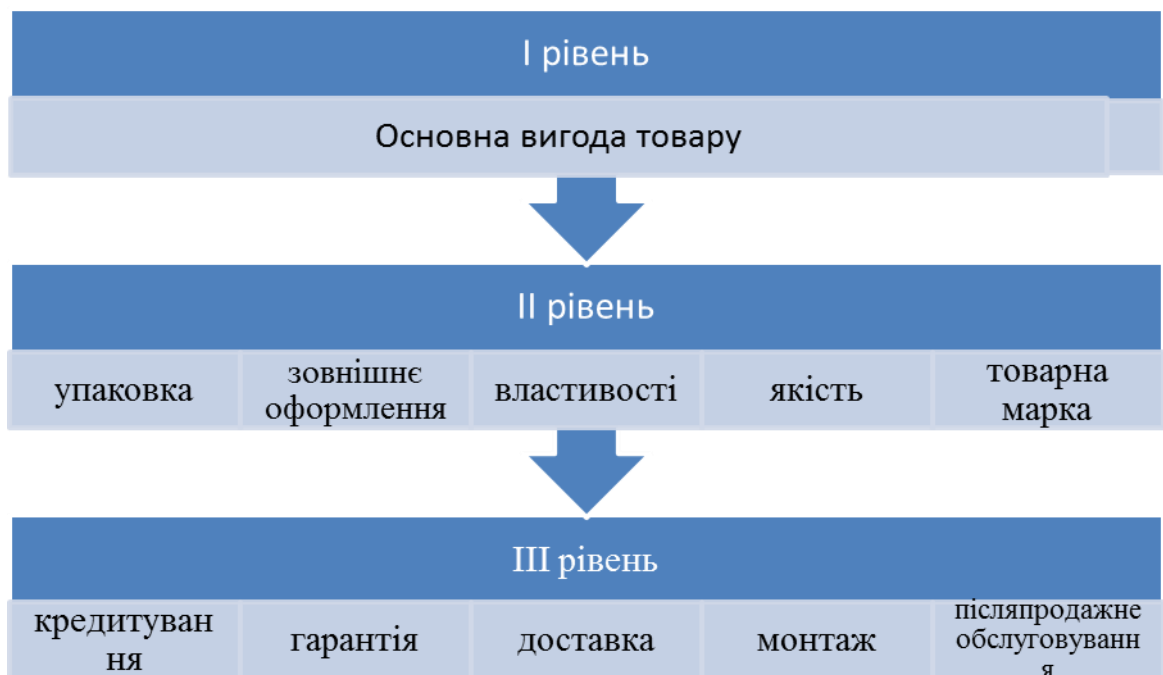 І рівень
Основна вигода товару
ІІ рівень
упаковка
зовнішнє
оформлення
властивості
якість
товарна
марка
ІІІ рівень
кредитуван
ня
гарантія
доставка
монтаж
післяпродажне
обслуговуванн
я